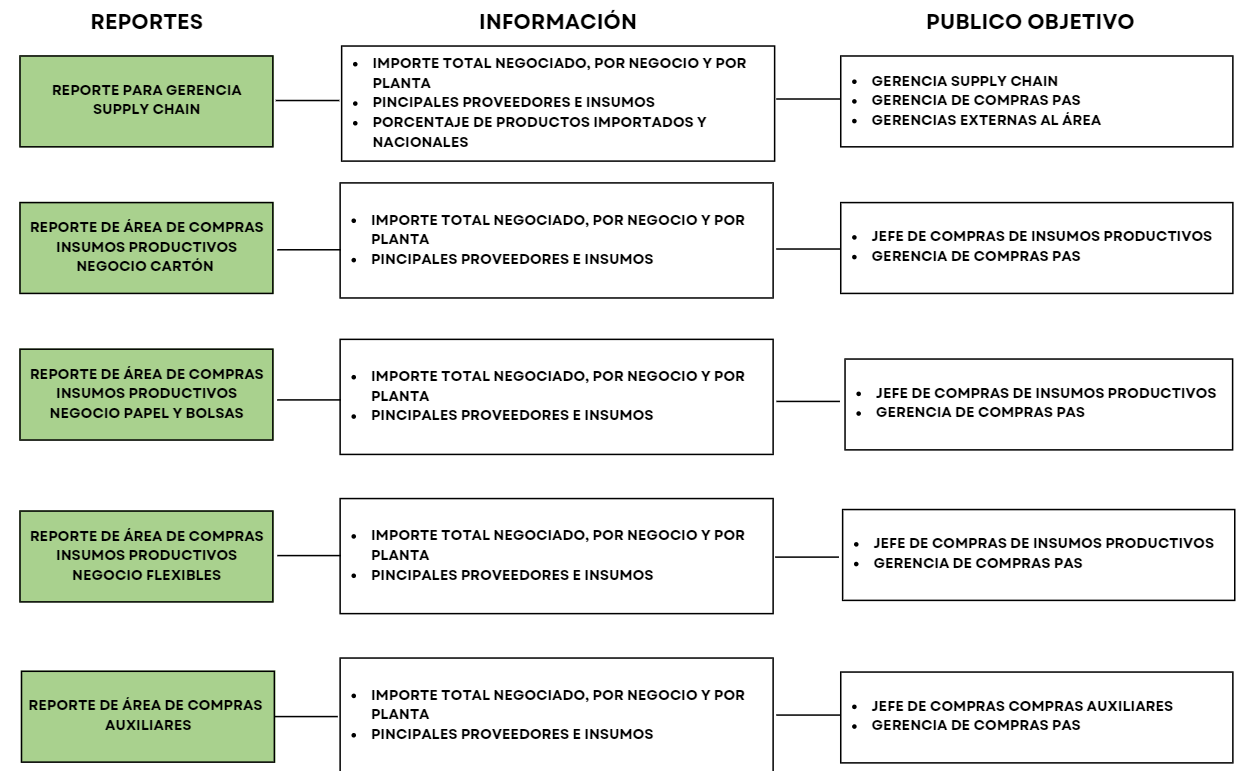 REPORTES
INFORMACIÓN
PUBLICO OBJETIVO
REPORTE PARA GERENCIA
SUPPLY CHAIN
• IMPORTE TOTAL NEGOCIADO, POR NEGOCIO Y POR
PLANTA
• PINCIPALES PROVEEDORES E INSUMOS
• PORCENTAJE DE PRODUCTOS IMPORTADOS Y
NACIONALES
• GERENCIA SUPPLY CHAIN
• GERENCIA DE COMPRAS PAS
• GERENCIAS EXTERNAS AL ÁREA
REPORTE DE ÁREA DE COMPRAS
INSUMOS PRODUCTIVOS
NEGOCIO CARTÓN
• IMPORTE TOTAL NEGOCIADO, POR NEGOCIO Y POR
PLANTA
• PINCIPALES PROVEEDORES E INSUMOS
• JEFE DE COMPRAS DE INSUMOS PRODUCTIVOS
• GERENCIA DE COMPRAS PAS
REPORTE DE ÁREA DE COMPRAS
INSUMOS PRODUCTIVOS
NEGOCIO PAPEL Y BOLSAS
• IMPORTE TOTAL NEGOCIADO, POR NEGOCIO Y POR
PLANTA
• PINCIPALES PROVEEDORES E INSUMOS
• JEFE DE COMPRAS DE INSUMOS PRODUCTIVOS
• GERENCIA DE COMPRAS PAS
REPORTE DE ÁREA DE COMPRAS
INSUMOS PRODUCTIVOS
NEGOCIO FLEXIBLES
• IMPORTE TOTAL NEGOCIADO, POR NEGOCIO Y POR
PLANTA
• PINCIPALES PROVEEDORES E INSUMOS
• JEFE DE COMPRAS DE INSUMOS PRODUCTIVOS
• GERENCIA DE COMPRAS PAS
REPORTE DE ÁREA DE COMPRAS
AUXILIARES
• IMPORTE TOTAL NEGOCIADO, POR NEGOCIO Y POR
PLANTA
• PINCIPALES PROVEEDORES E INSUMOS
• JEFE DE COMPRAS COMPRAS AUXILIARES
• GERENCIA DE COMPRAS PAS